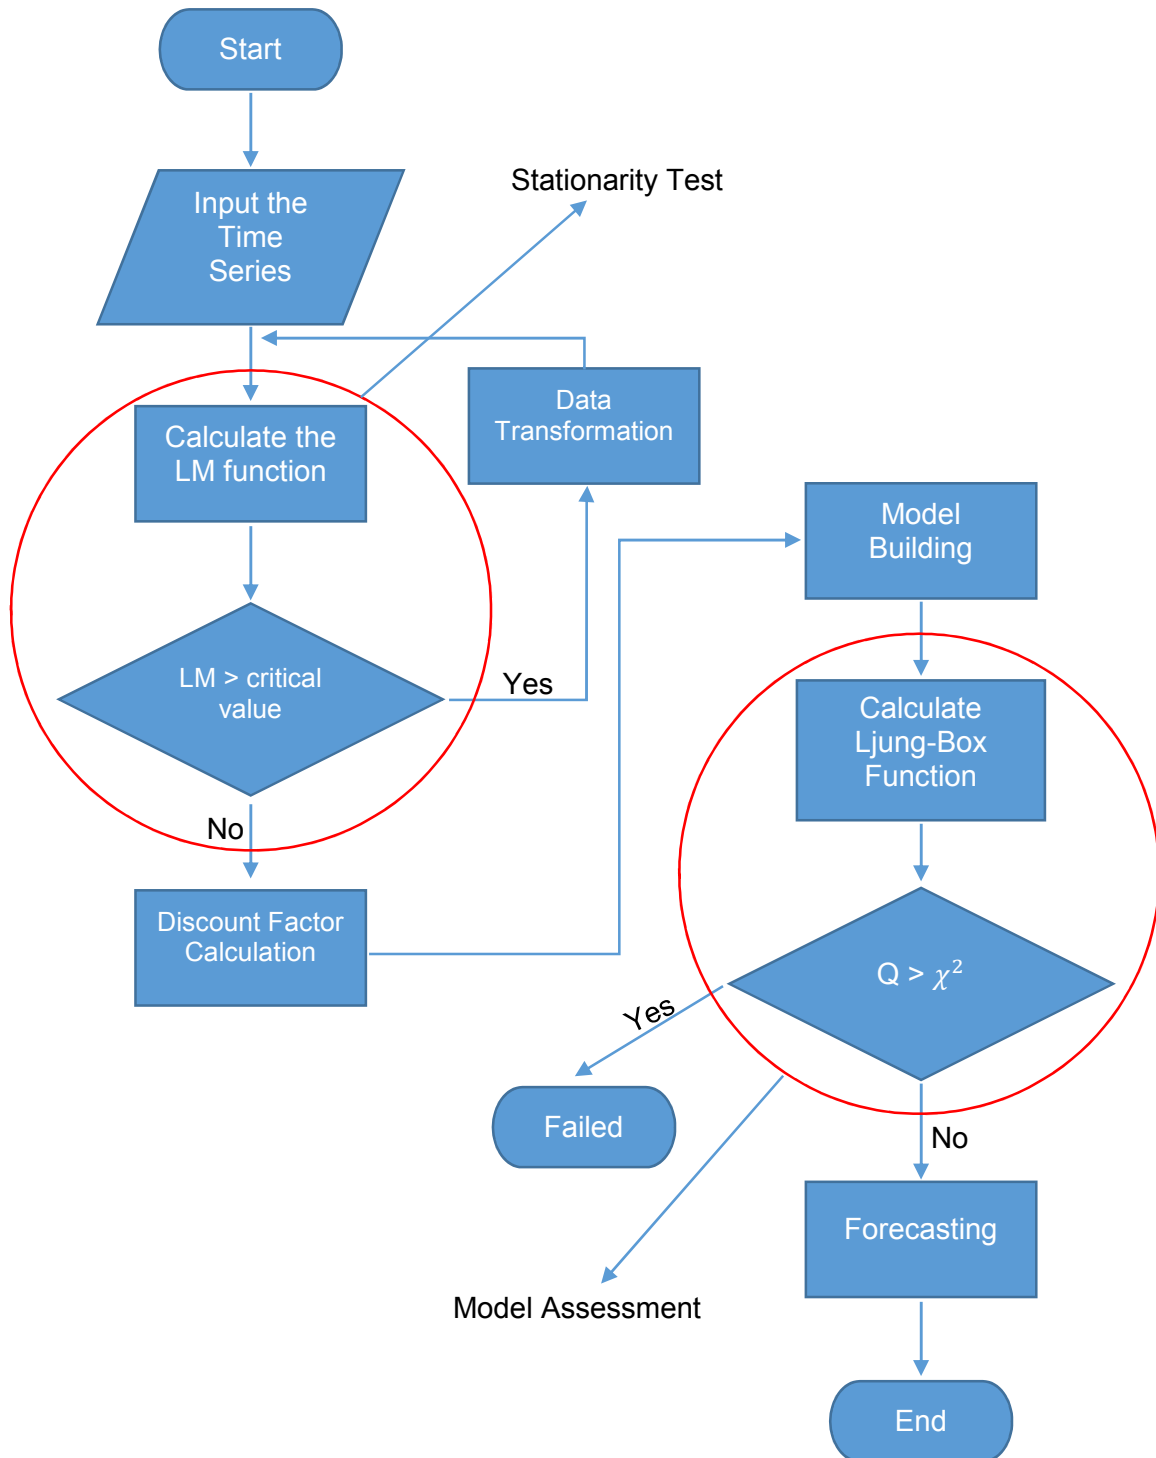 Start
Input the
Time
Series
Stationarity Test
Calculate the
LM function
Data
Transformation
LM > critical
value
Yes
No
Discount Factor
Calculation
Model
Building
Calculate
Ljung-Box
Function
Q > χ²
Yes
Failed
No
Forecasting
Model Assessment
End